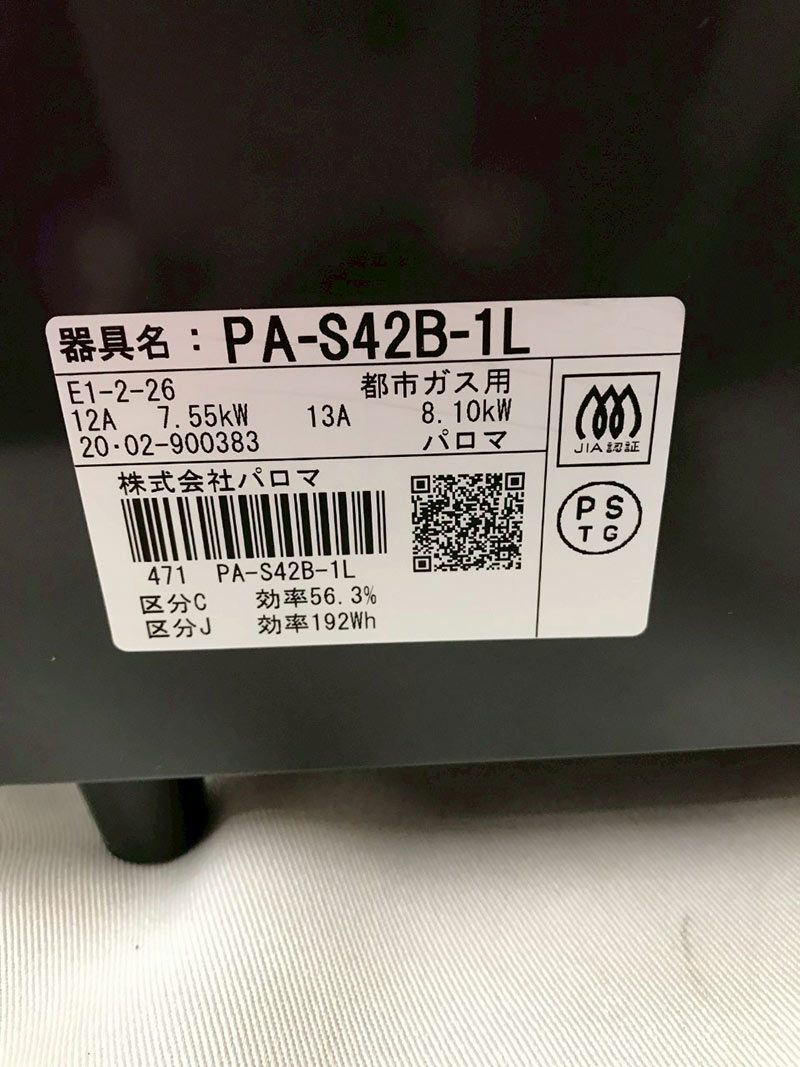 器具名：PA-S42B-1L
E1-2-26 都市ガス用
12A 7.55kW 13A 8.10kW
20・02-900383 パロマ
JIA認証
株式会社パロマ
PS
TG
471 PA-S42B-1L
区分C 効率56.3%
区分J 効率192Wh